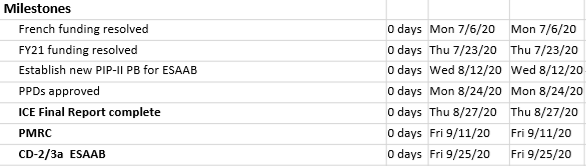 Milestones
French funding resolved 0 days Mon 7/6/20 Mon 7/6/20
FY21 funding resolved 0 days Thu 7/23/20 Thu 7/23/20
Establish new PIP-II PB for ESAAB 0 days Wed 8/12/20 Wed 8/12/20
PPDs approved 0 days Mon 8/24/20 Mon 8/24/20
ICE Final Report complete 0 days Thu 8/27/20 Thu 8/27/20
PMRC 0 days Fri 9/11/20 Fri 9/11/20
CD-2/3a ESAAB 0 days Fri 9/25/20 Fri 9/25/20